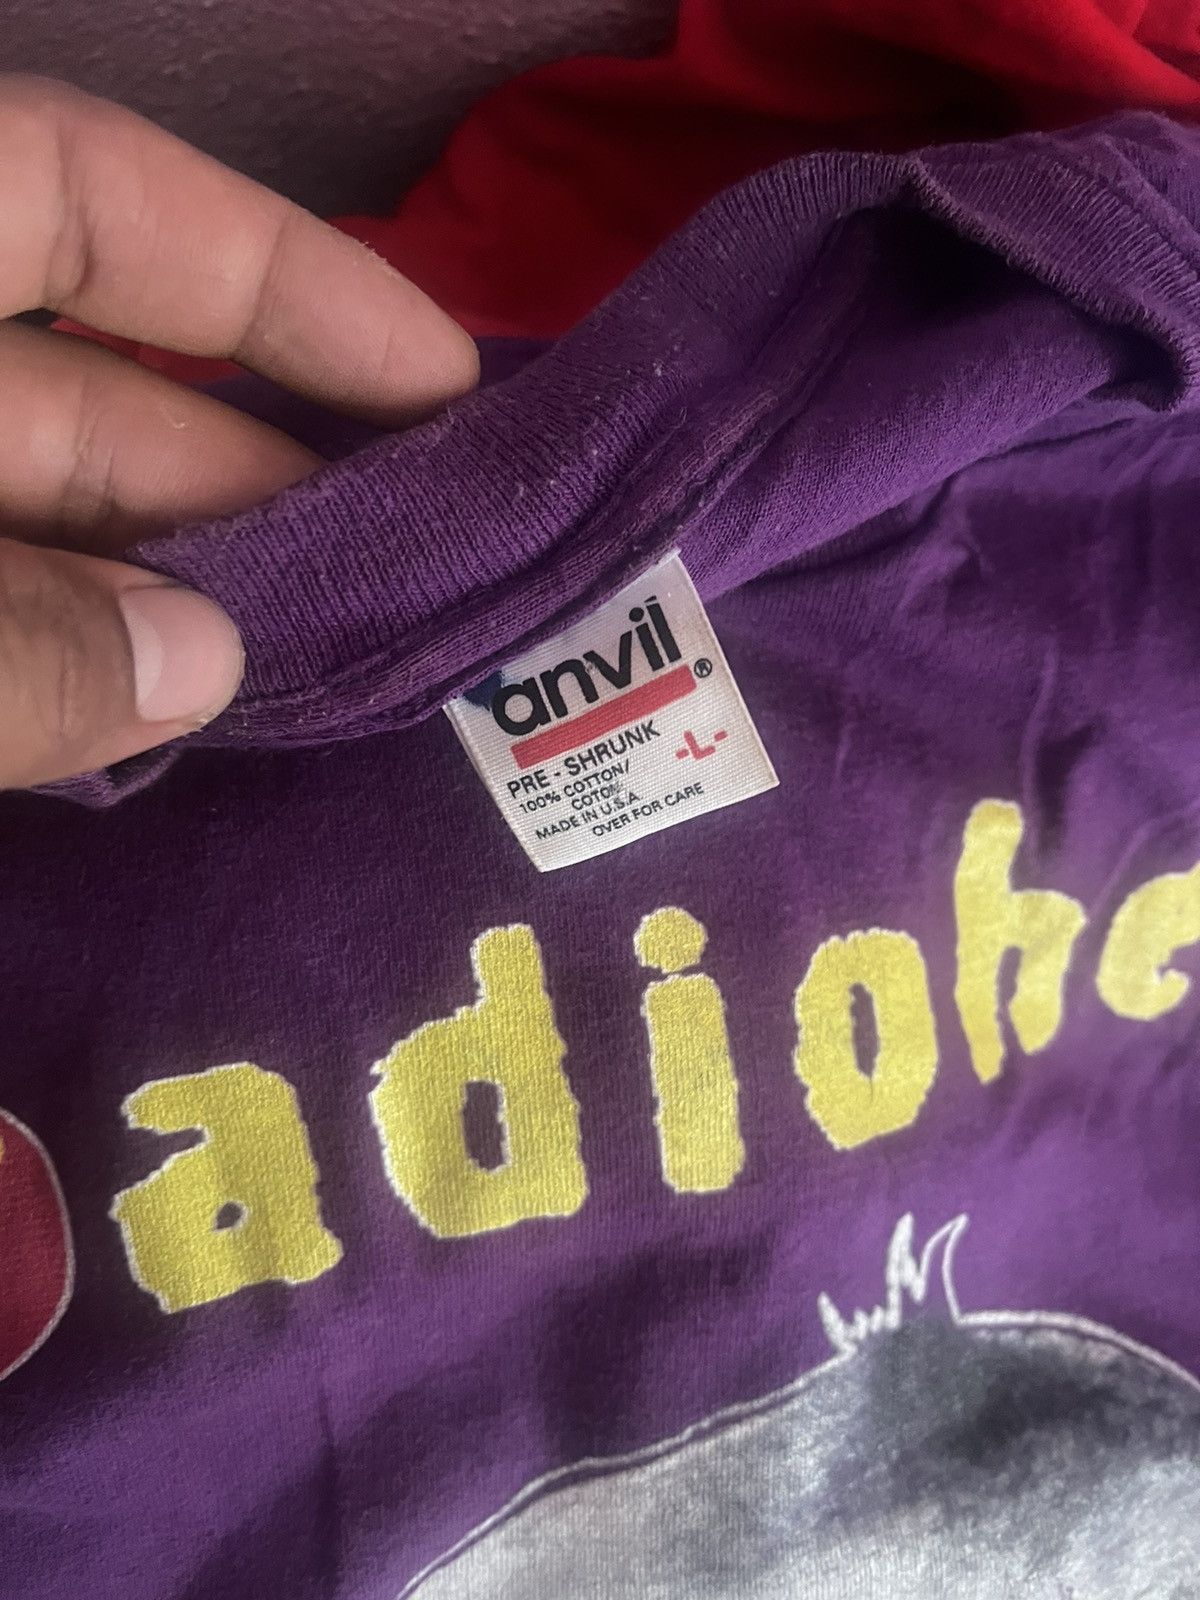 anvil®
PRE-SHRUNK -L-
100% COTTON/
COTON
MADE IN U.S.A
OVER FOR CARE
adiohe